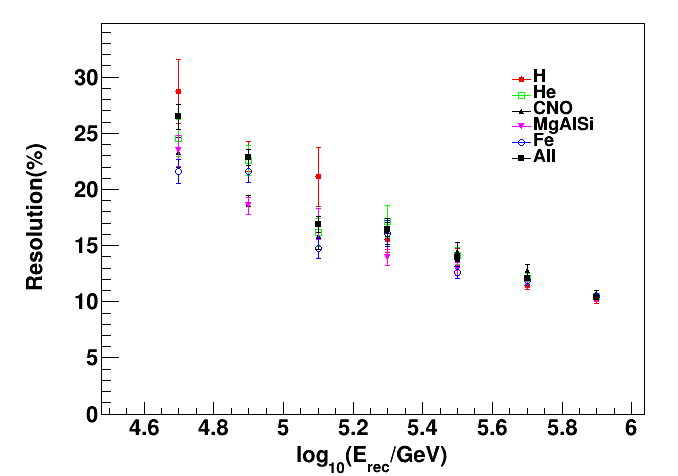 30
25
20
15
10
5
0
Resolution(%)
H
He
CNO
MgAlSi
Fe
All
4.6 4.8 5 5.2 5.4 5.6 5.8 6
log10(Erec/GeV)